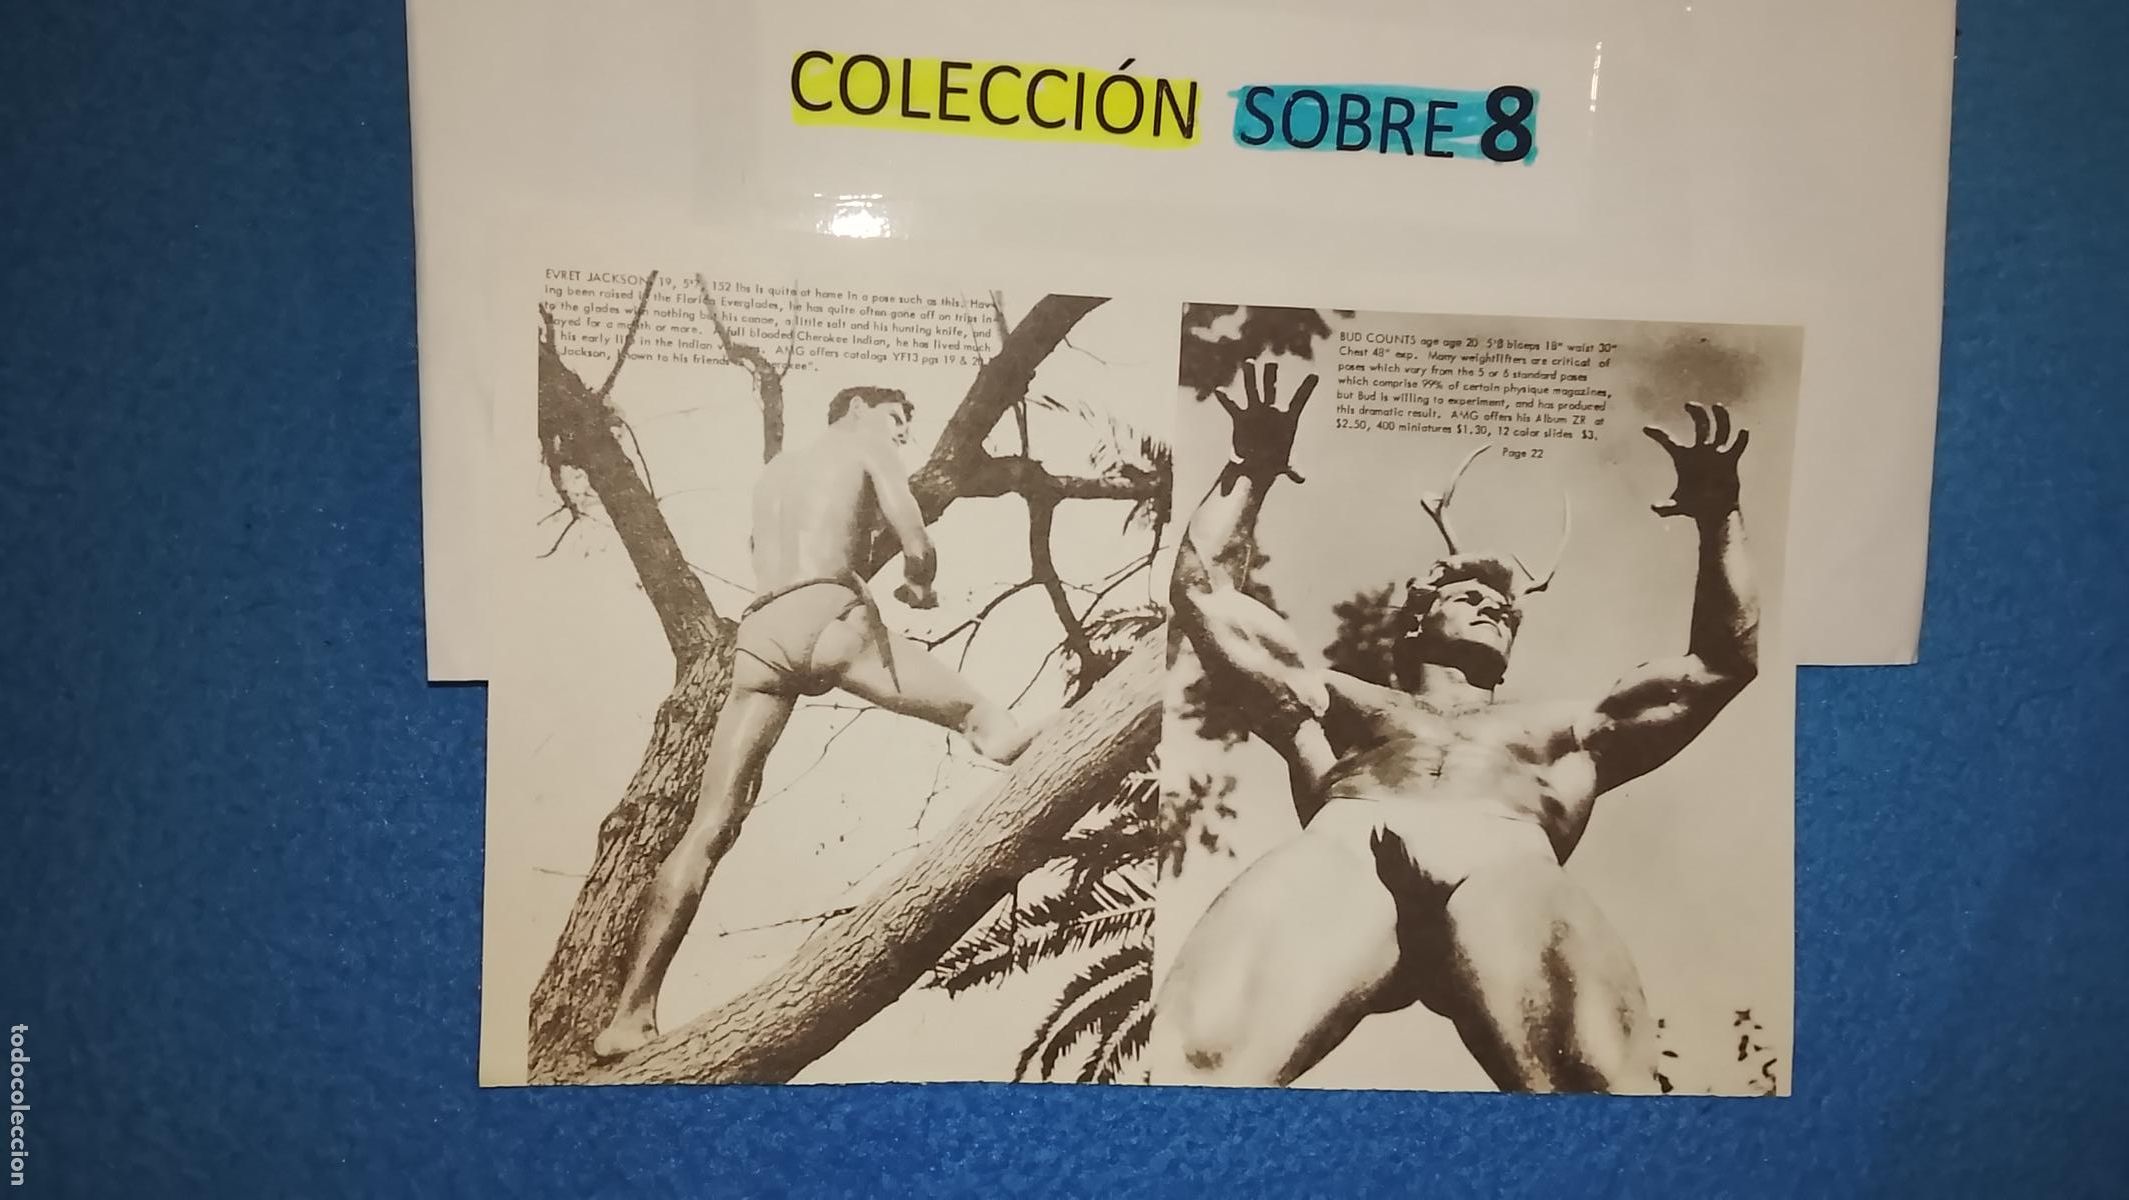 COLECCIÓN SOBRE 8
EVRET JACKSON 19, 5'7, 152 lbs is quite at home in a pose such as this. Hav-
ing been raised in the Florida Everglades, he has quite often gone off on trips in-
to the glades with nothing but his canoe, a little salt and his hunting knife, and
stayed for a month or more. A full blooded Cherokee Indian, he has lived much
his early life in the Indian . AMG offers catalogs YF13 pgs 19 &
Jackson, known to his friends "Cherokee".
BUD COUNTS age age 20 5'8 biceps 18" waist 30"
Chest 48" exp. Many weightlifters are critical of
poses which vary from the 5 or 6 standard poses
which comprise 99% of certain physique magazines,
but Bud is willing to experiment, and has produced
this dramatic result. AMG offers his Album ZR at
$2.50, 400 miniatures $1.30, 12 color slides $3.
Page 22
todocoleccion